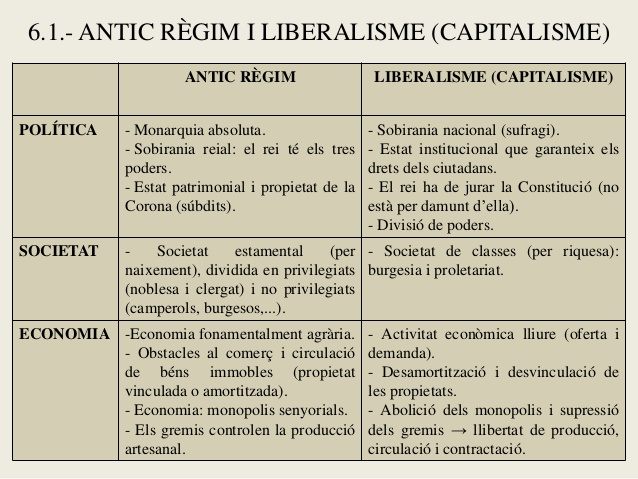 6.1.- ANTIC RÈGIM I LIBERALISME (CAPITALISME)
ANTIC RÈGIM
LIBERALISME (CAPITALISME)
POLÍTICA
- Monarquia absoluta.
- Sobirania reial: el rei té els tres
poders.
- Estat patrimonial i propietat de la
Corona (súbdits).
- Sobirania nacional (sufragi).
- Estat institucional que garanteix els
drets dels ciutadans.
- El rei ha de jurar la Constitució (no
està per damunt d’ella).
- Divisió de poders.
SOCIETAT
- Societat estamental (per
naixement), dividida en privilegiats
(noblesa i clergat) i no privilegiats
(camperols, burgesos,...).
- Societat de classes (per riquesa):
burgesia i proletariat.
ECONOMIA
-Economia fonamentalment agrària.
- Obstacles al comerç i circulació
de béns immobles (propietat
vinculada o amortitzada).
- Economia: monopolis senyorials.
- Els gremis controlen la producció
artesanal.
- Activitat econòmica lliure (oferta i
demanda).
- Desamortització i desvinculació de
les propietats.
- Abolició dels monopolis i supressió
dels gremis → llibertat de producció,
circulació i contractació.